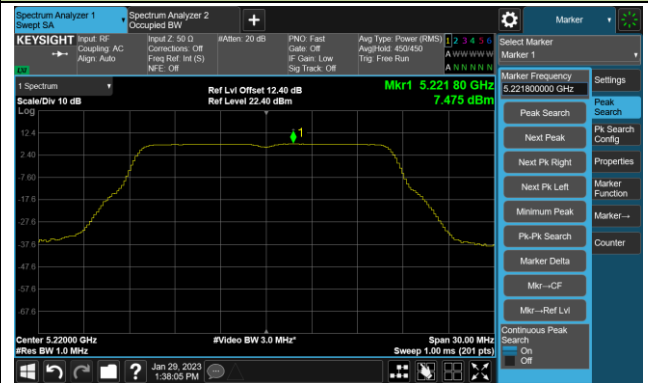 Spectrum Analyzer 1
Swept SA
Spectrum Analyzer 2
Occupied BW
+
Marker
KEYSIGHT
Input: RF
Coupling: AC
Align: Auto
Input Z: 50 Ω
Corrections: Off
Freq Ref: Int (S)
NFE: Off
#Atten: 20 dB
PNO: Fast
Gate: Off
IF Gain: Low
Sig Track: Off
Avg Type: Power (RMS)
Avg|Hold: 450/450
Trig: Free Run
1 2 3 4 5 6
A W W W W W
A N N N N N
Select Marker
Marker 1
1 Spectrum
Scale/Div 10 dB
Log
Ref Lvl Offset 12.40 dB
Ref Level 22.40 dBm
Mkr1 5.221 80 GHz
7.475 dBm
1
12.4
2.40
-7.60
-17.6
-27.6
-37.6
-47.6
-57.6
-67.6
Center 5.22000 GHz
#Res BW 1.0 MHz
#Video BW 3.0 MHz*
Span 30.00 MHz
Sweep 1.00 ms (201 pts)
Marker Frequency
5.221800000 GHz
Peak Search
Next Peak
Next Pk Right
Next Pk Left
Minimum Peak
Pk-Pk Search
Marker Delta
Mkr→CF
Mkr→Ref Lvl
Continuous Peak
Search
On
Off
Settings
Peak
Search
Pk Search
Config
Properties
Marker
Function
Marker→
Counter
?
Jan 29, 2023
1:38:05 PM